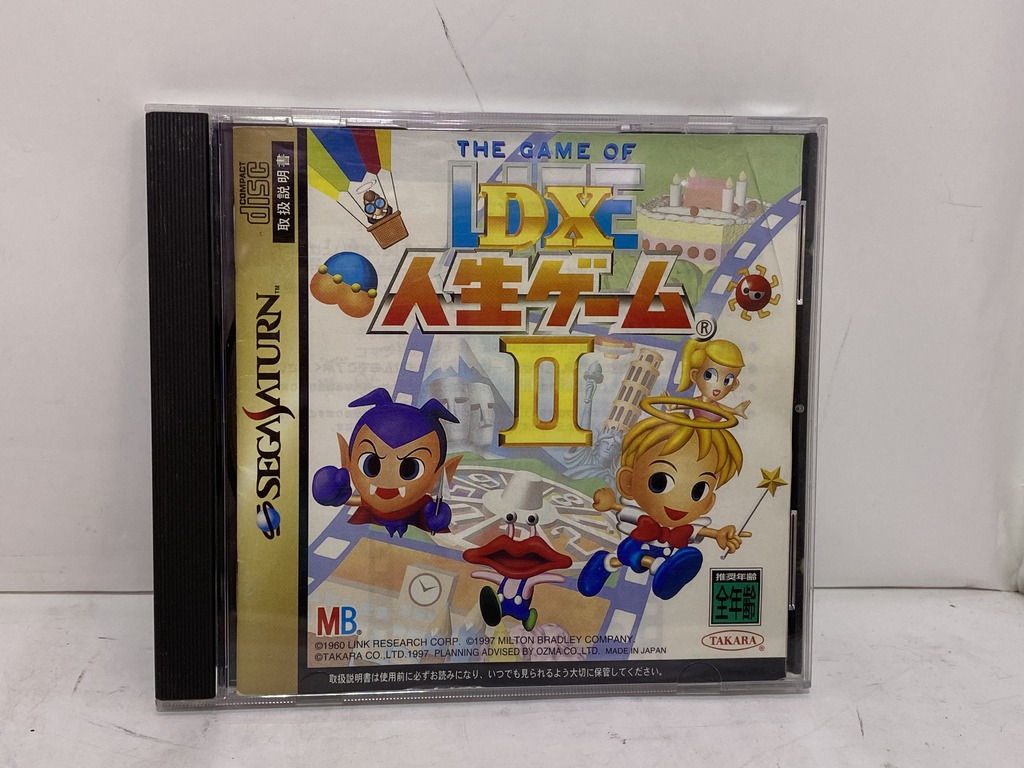 COMPACT
disc
取扱説明書
SEGA SATURN™
THE GAME OF
LIFE
DX
人生ゲーム®
II
推奨年齢
全年齢
MB®
©1960 LINK RESEARCH CORP. ©1997 MILTON BRADLEY COMPANY.
©TAKARA CO.,LTD.1997 PLANNING ADVISED BY OZMA CO.,LTD. MADE IN JAPAN
TAKARA®
取扱説明書は使用前に必ずお読みになり、いつでも見られるよう大切に保管してください。